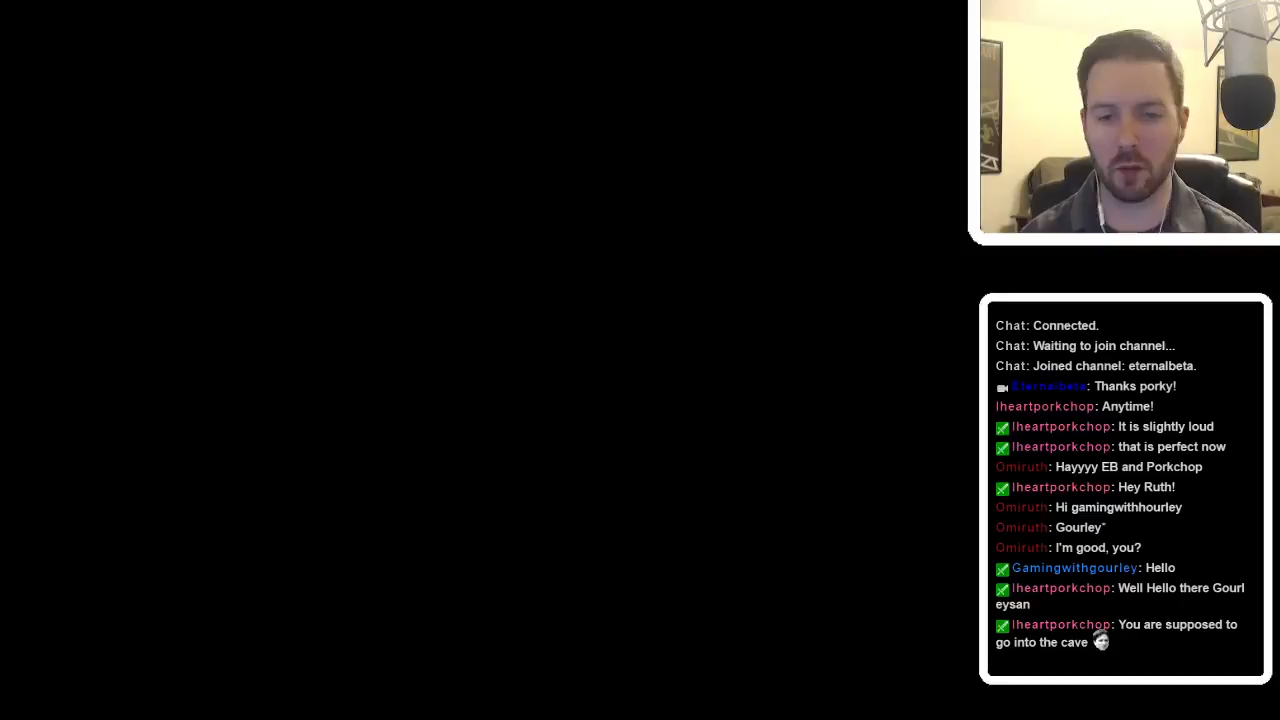 Chat: Connected.
Chat: Waiting to join channel...
Chat: Joined channel: eternalbeta.
Eternalbeta: Thanks porky!
Iheartporkchop: Anytime!
Iheartporkchop: It is slightly loud
Iheartporkchop: that is perfect now
Omiruth: Hayyyy EB and Porkchop
Iheartporkchop: Hey Ruth!
Omiruth: Hi gamingwithhourley
Omiruth: Gourley*
Omiruth: I'm good, you?
Gamingwithgourley: Hello
Iheartporkchop: Well Hello there Gourl
eysan
Iheartporkchop: You are supposed to
go into the cave